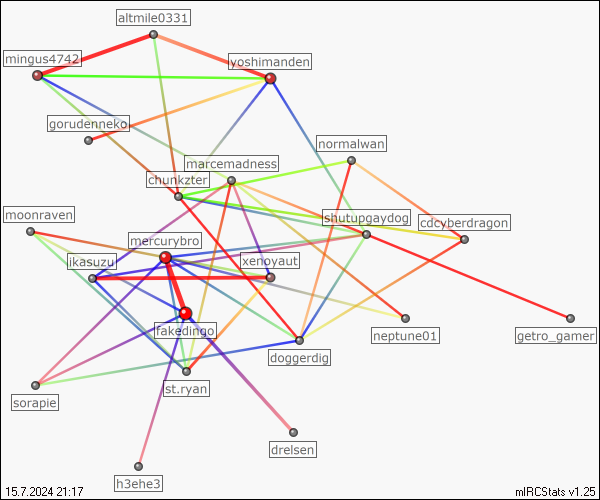 altmile0331
mingus4742
yoshimanden
gorudenneko
normalwan
marcemadness
chunkzter
moonraven
shutupgaydog
cdcyberdragon
mercurybro
ikasuzui
xenoyaut
fakedingo
neptune01
getro_gamer
doggerdig
st.ryan
sorapie
drelsen
h3ehe3
15.7.2024 21:17
mIRCStats v1.25